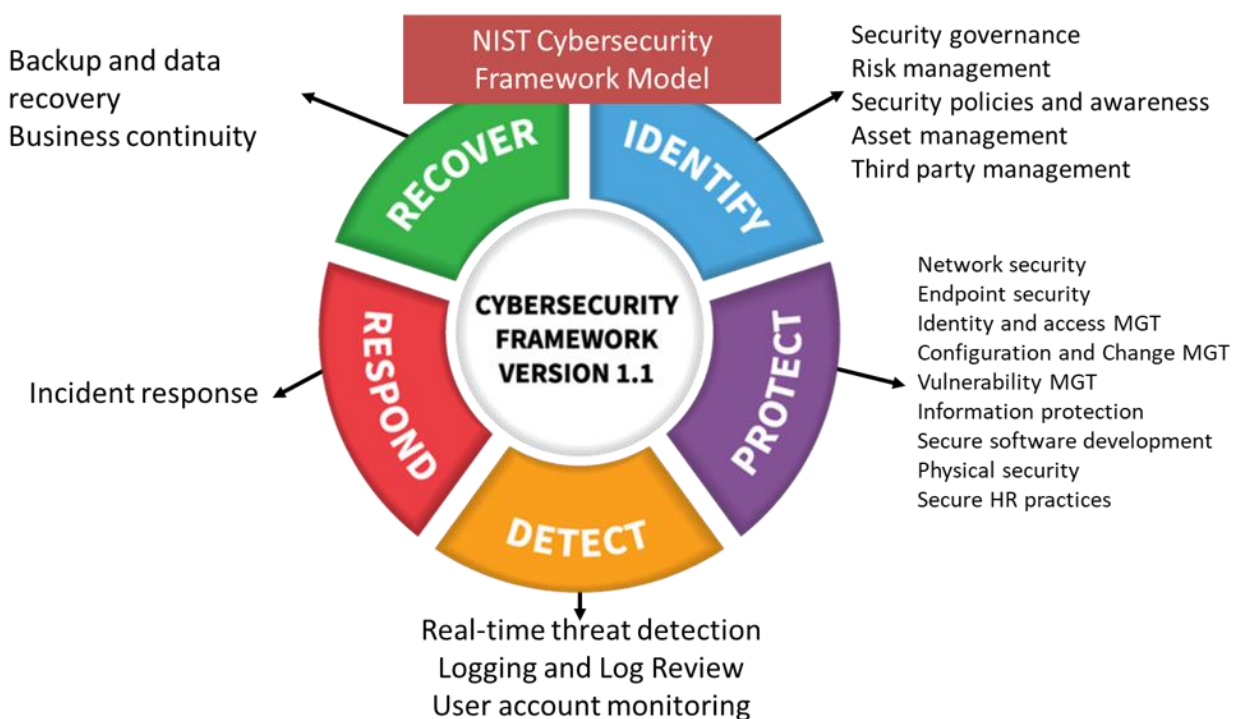 NIST Cybersecurity
Framework Model
Backup and data
recovery
Business continuity
Security governance
Risk management
Security policies and awareness
Asset management
Third party management
RECOVER
IDENTIFY
CYBERSECURITY
FRAMEWORK
VERSION 1.1
RESPOND
PROTECT
Network security
Endpoint security
Identity and access MGT
Configuration and Change MGT
Vulnerability MGT
Information protection
Secure software development
Physical security
Secure HR practices
Incident response
DETECT
Real-time threat detection
Logging and Log Review
User account monitoring